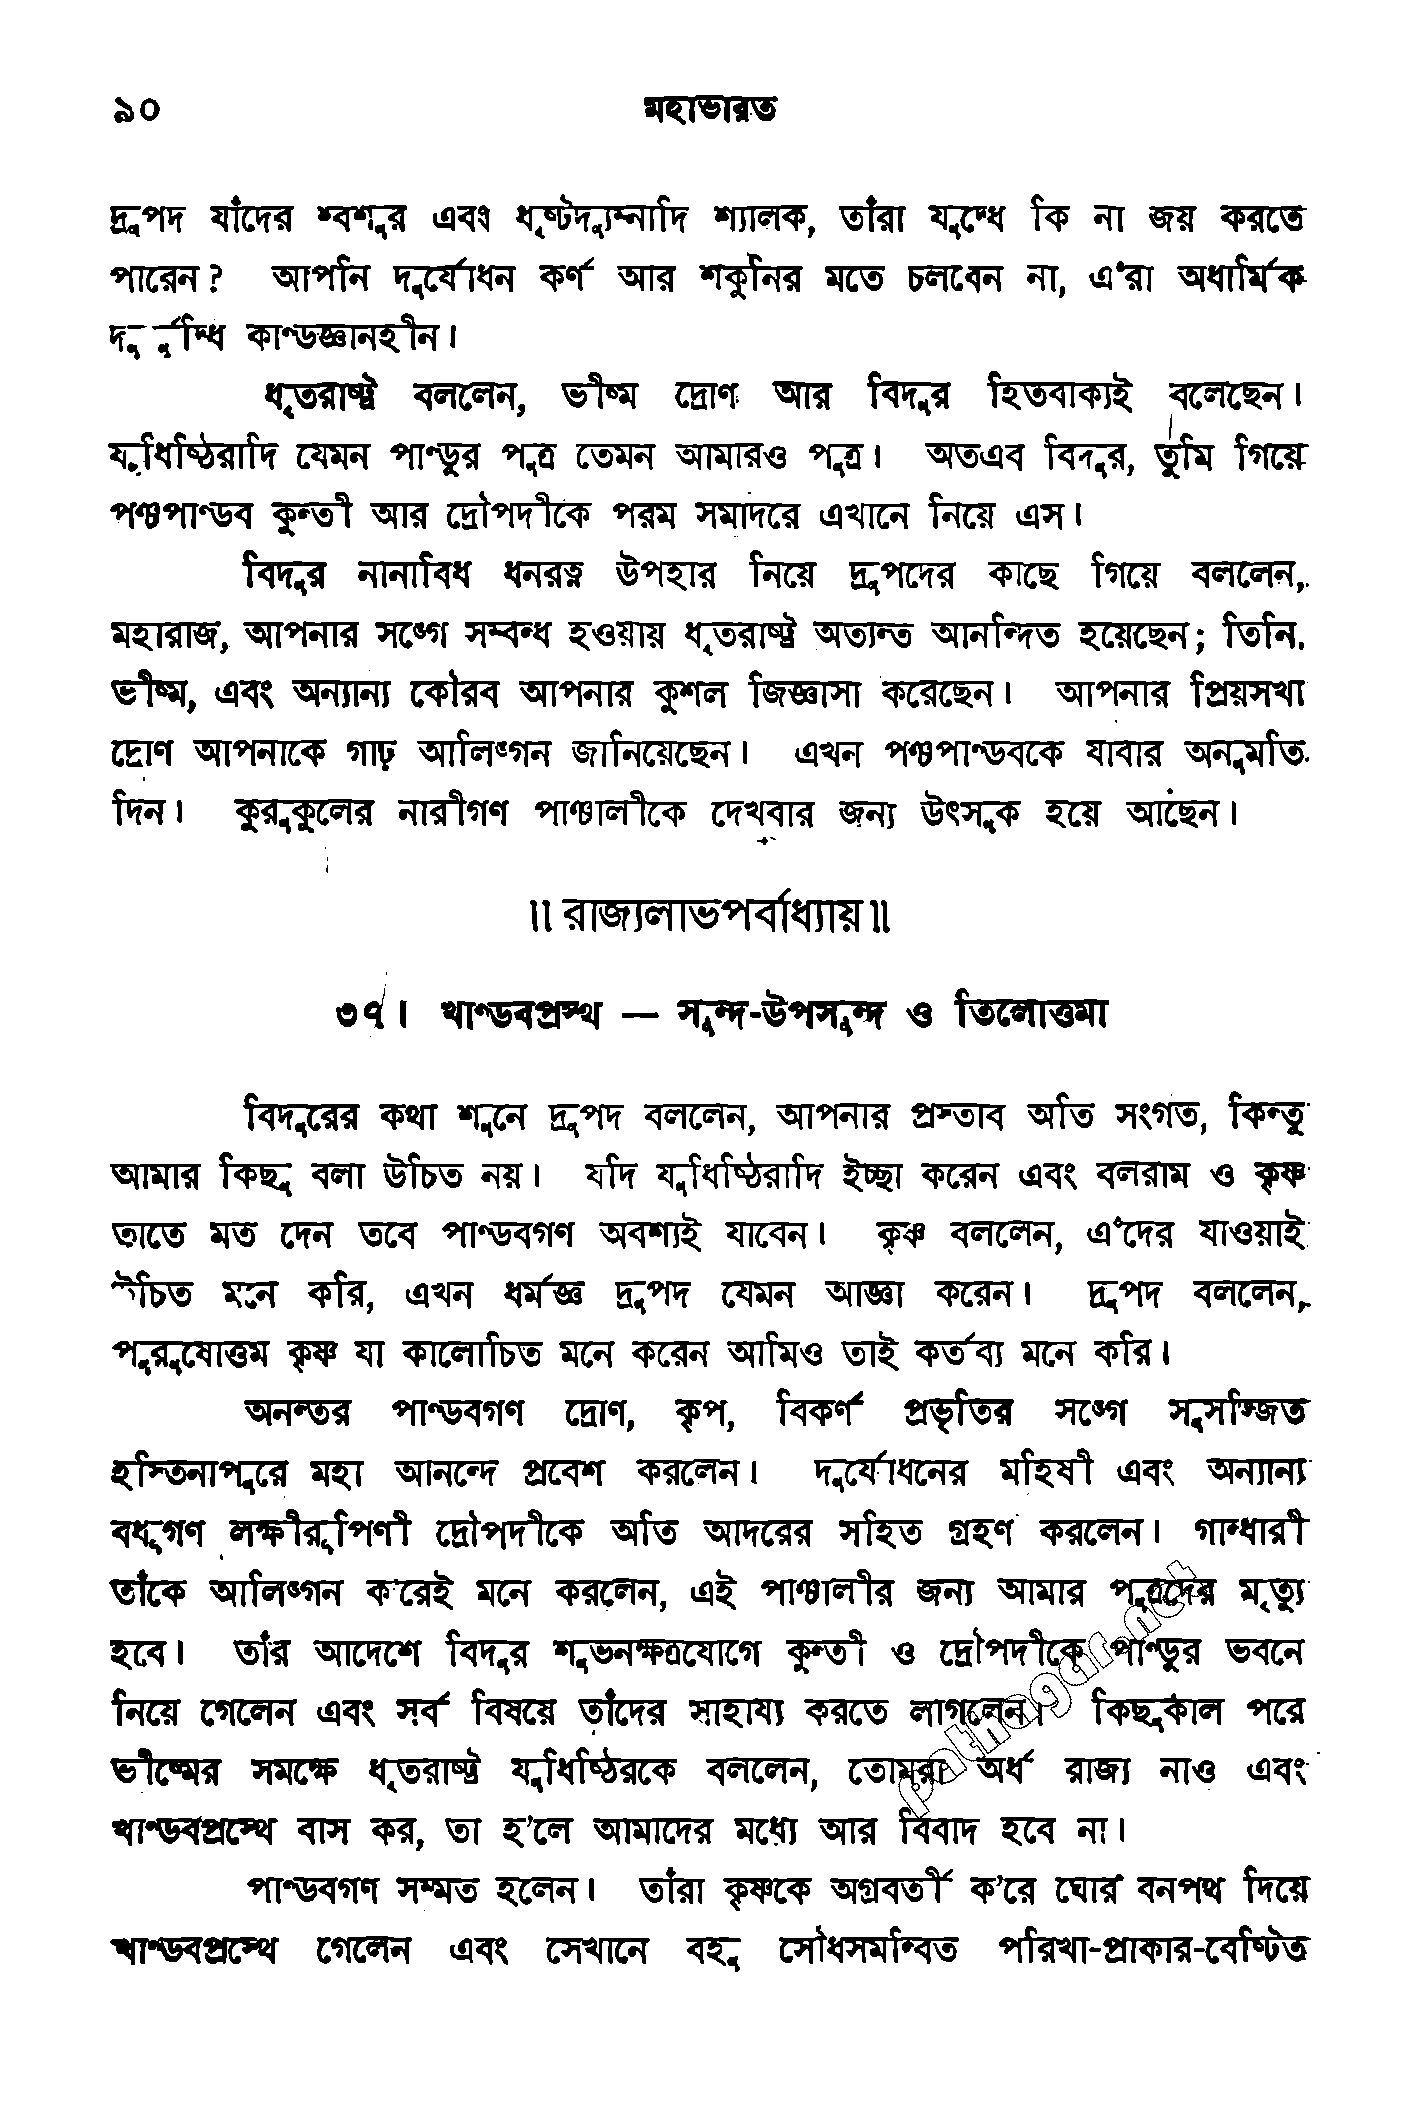 ৯০ মহাভারত
দ্রুপদ যাঁদের শ্বশুর এবং ধৃষ্টদ্যুম্নাদি শ্যালক, তাঁরা যুদ্ধে কি না জয় করতে
পারেন? আপনি দুর্যোধন কর্ণ আর শকুনির মতে চলবেন না, এঁরা অধার্মিক
দুর্বুদ্ধি কাণ্ডজ্ঞানহীন।
ধৃতরাষ্ট্র বললেন, ভীষ্ম দ্রোণ আর বিদুর হিতবাক্যই বলেছেন।
যুধিষ্ঠিরাদি যেমন পাণ্ডুর পুত্র তেমন আমারও পুত্র। অতএব বিদুর, তুমি গিয়ে
পঞ্চপাণ্ডব কুন্তী আর দ্রৌপদীকে পরম সমাদরে এখানে নিয়ে এস।
বিদুর নানাবিধ ধনরত্ন উপহার নিয়ে দ্রুপদের কাছে গিয়ে বললেন,
মহারাজ, আপনার সঙ্গে সম্বন্ধ হওয়ায় ধৃতরাষ্ট্র অত্যন্ত আনন্দিত হয়েছেন; তিনি,
ভীষ্ম, এবং অন্যান্য কৌরব আপনার কুশল জিজ্ঞাসা করেছেন। আপনার প্রিয়সখা
দ্রোণ আপনাকে গাঢ় আলিঙ্গন জানিয়েছেন। এখন পঞ্চপাণ্ডবকে যাবার অনুমতি
দিন। কুরুকুলের নারীগণ পাঞ্চালীকে দেখবার জন্য উৎসুক হয়ে আছেন।
॥ রাজ্যলাভপর্বাধ্যায় ॥
৩৭। খাণ্ডবপ্রস্থ — সুন্দ-উপসুন্দ ও তিলোত্তমা
বিদুরের কথা শুনে দ্রুপদ বললেন, আপনার প্রস্তাব অতি সংগত, কিন্তু
আমার কিছু বলা উচিত নয়। যদি যুধিষ্ঠিরাদি ইচ্ছা করেন এবং বলরাম ও কৃষ্ণ
তাতে মত দেন তবে পাণ্ডবগণ অবশ্যই যাবেন। কৃষ্ণ বললেন, এঁদের যাওয়াই
উচিত মনে করি, এখন ধর্মজ্ঞ দ্রুপদ যেমন আজ্ঞা করেন। দ্রুপদ বললেন,
পুরুষোত্তম কৃষ্ণ যা কালোচিত মনে করেন আমিও তাই কর্তব্য মনে করি।
অনন্তর পাণ্ডবগণ দ্রোণ, কৃপ, বিকর্ণ প্রভৃতির সঙ্গে সুসজ্জিত
হস্তিনাপুরে মহা আনন্দে প্রবেশ করলেন। দুর্যোধনের মহিষী এবং অন্যান্য
বধূগণ লক্ষ্মীরূপিণী দ্রৌপদীকে অতি আদরের সহিত গ্রহণ করলেন। গান্ধারী
তাঁকে আলিঙ্গন ক'রেই মনে করলেন, এই পাঞ্চালীর জন্য আমার পুত্রদের মৃত্যু
হবে। তাঁর আদেশে বিদুর শুভনক্ষত্রযোগে কুন্তী ও দ্রৌপদীকে পাণ্ডুর ভবনে
নিয়ে গেলেন এবং সর্ব বিষয়ে তাঁদের সাহায্য করতে লাগলেন। কিছুকাল পরে
ভীষ্মের সমক্ষে ধৃতরাষ্ট্র যুধিষ্ঠিরকে বললেন, তোমরা অর্ধ রাজ্য নাও এবং
খাণ্ডবপ্রস্থে বাস কর, তা হ'লে আমাদের মধ্যে আর বিবাদ হবে না।
পাণ্ডবগণ সম্মত হলেন। তাঁরা কৃষ্ণকে অগ্রবর্তী ক'রে ঘোর বনপথ দিয়ে
খাণ্ডবপ্রস্থে গেলেন এবং সেখানে বহু সৌধসমন্বিত পরিখা-প্রাকার-বেষ্টিত
pathagar.net